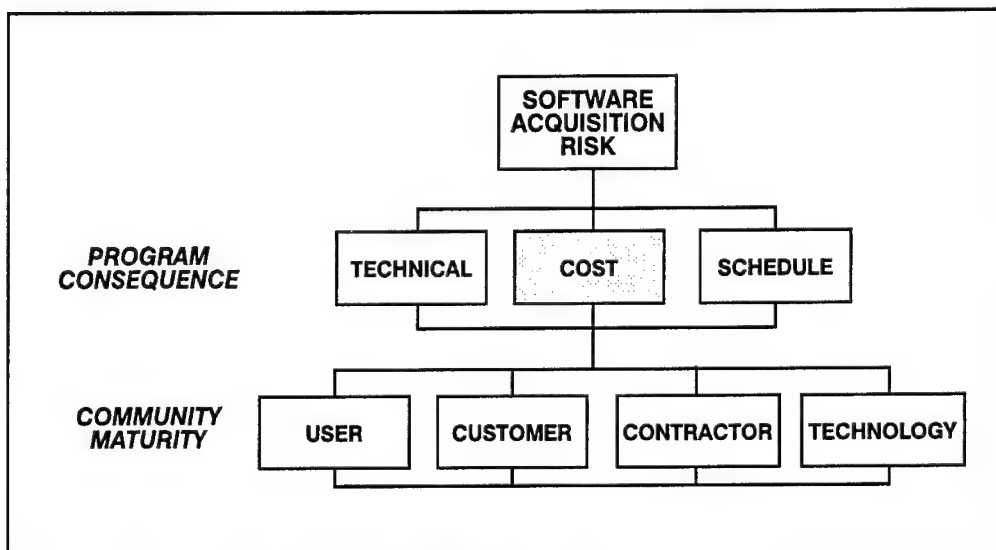 SOFTWARE
ACQUISITION
RISK
PROGRAM
CONSEQUENCE
TECHNICAL
COST
SCHEDULE
COMMUNITY
MATURITY
USER
CUSTOMER
CONTRACTOR
TECHNOLOGY